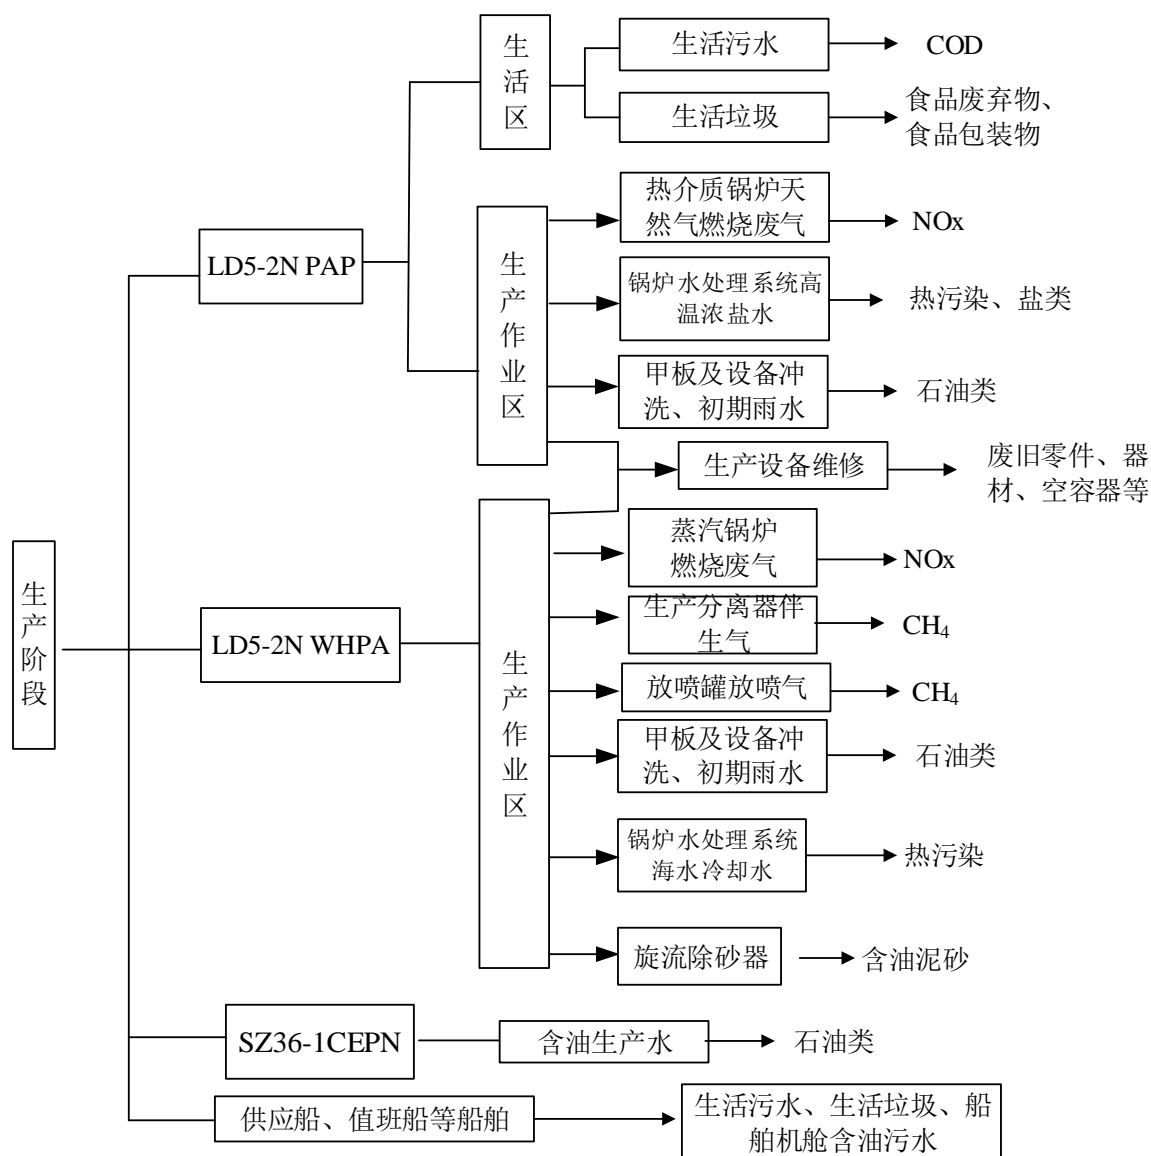 生活区
生活污水
COD
生活垃圾
食品废弃物、
食品包装物
LD5-2N PAP
生产作业区
热介质锅炉天
然气燃烧废气
NOx
锅炉水处理系统高
温浓盐水
热污染、盐类
甲板及设备冲
洗、初期雨水
石油类
生产设备维修
废旧零件、器
材、空容器等
生产阶段
LD5-2N WHPA
生产作业区
蒸汽锅炉
燃烧废气
NOx
生产分离器伴
生气
CH₄
放喷罐放喷气
CH₄
甲板及设备冲
洗、初期雨水
石油类
锅炉水处理系统
海水冷却水
热污染
旋流除砂器
含油泥砂
SZ36-1CEPN
含油生产水
石油类
供应船、值班船等船舶
生活污水、生活垃圾、船
舶机舱含油污水